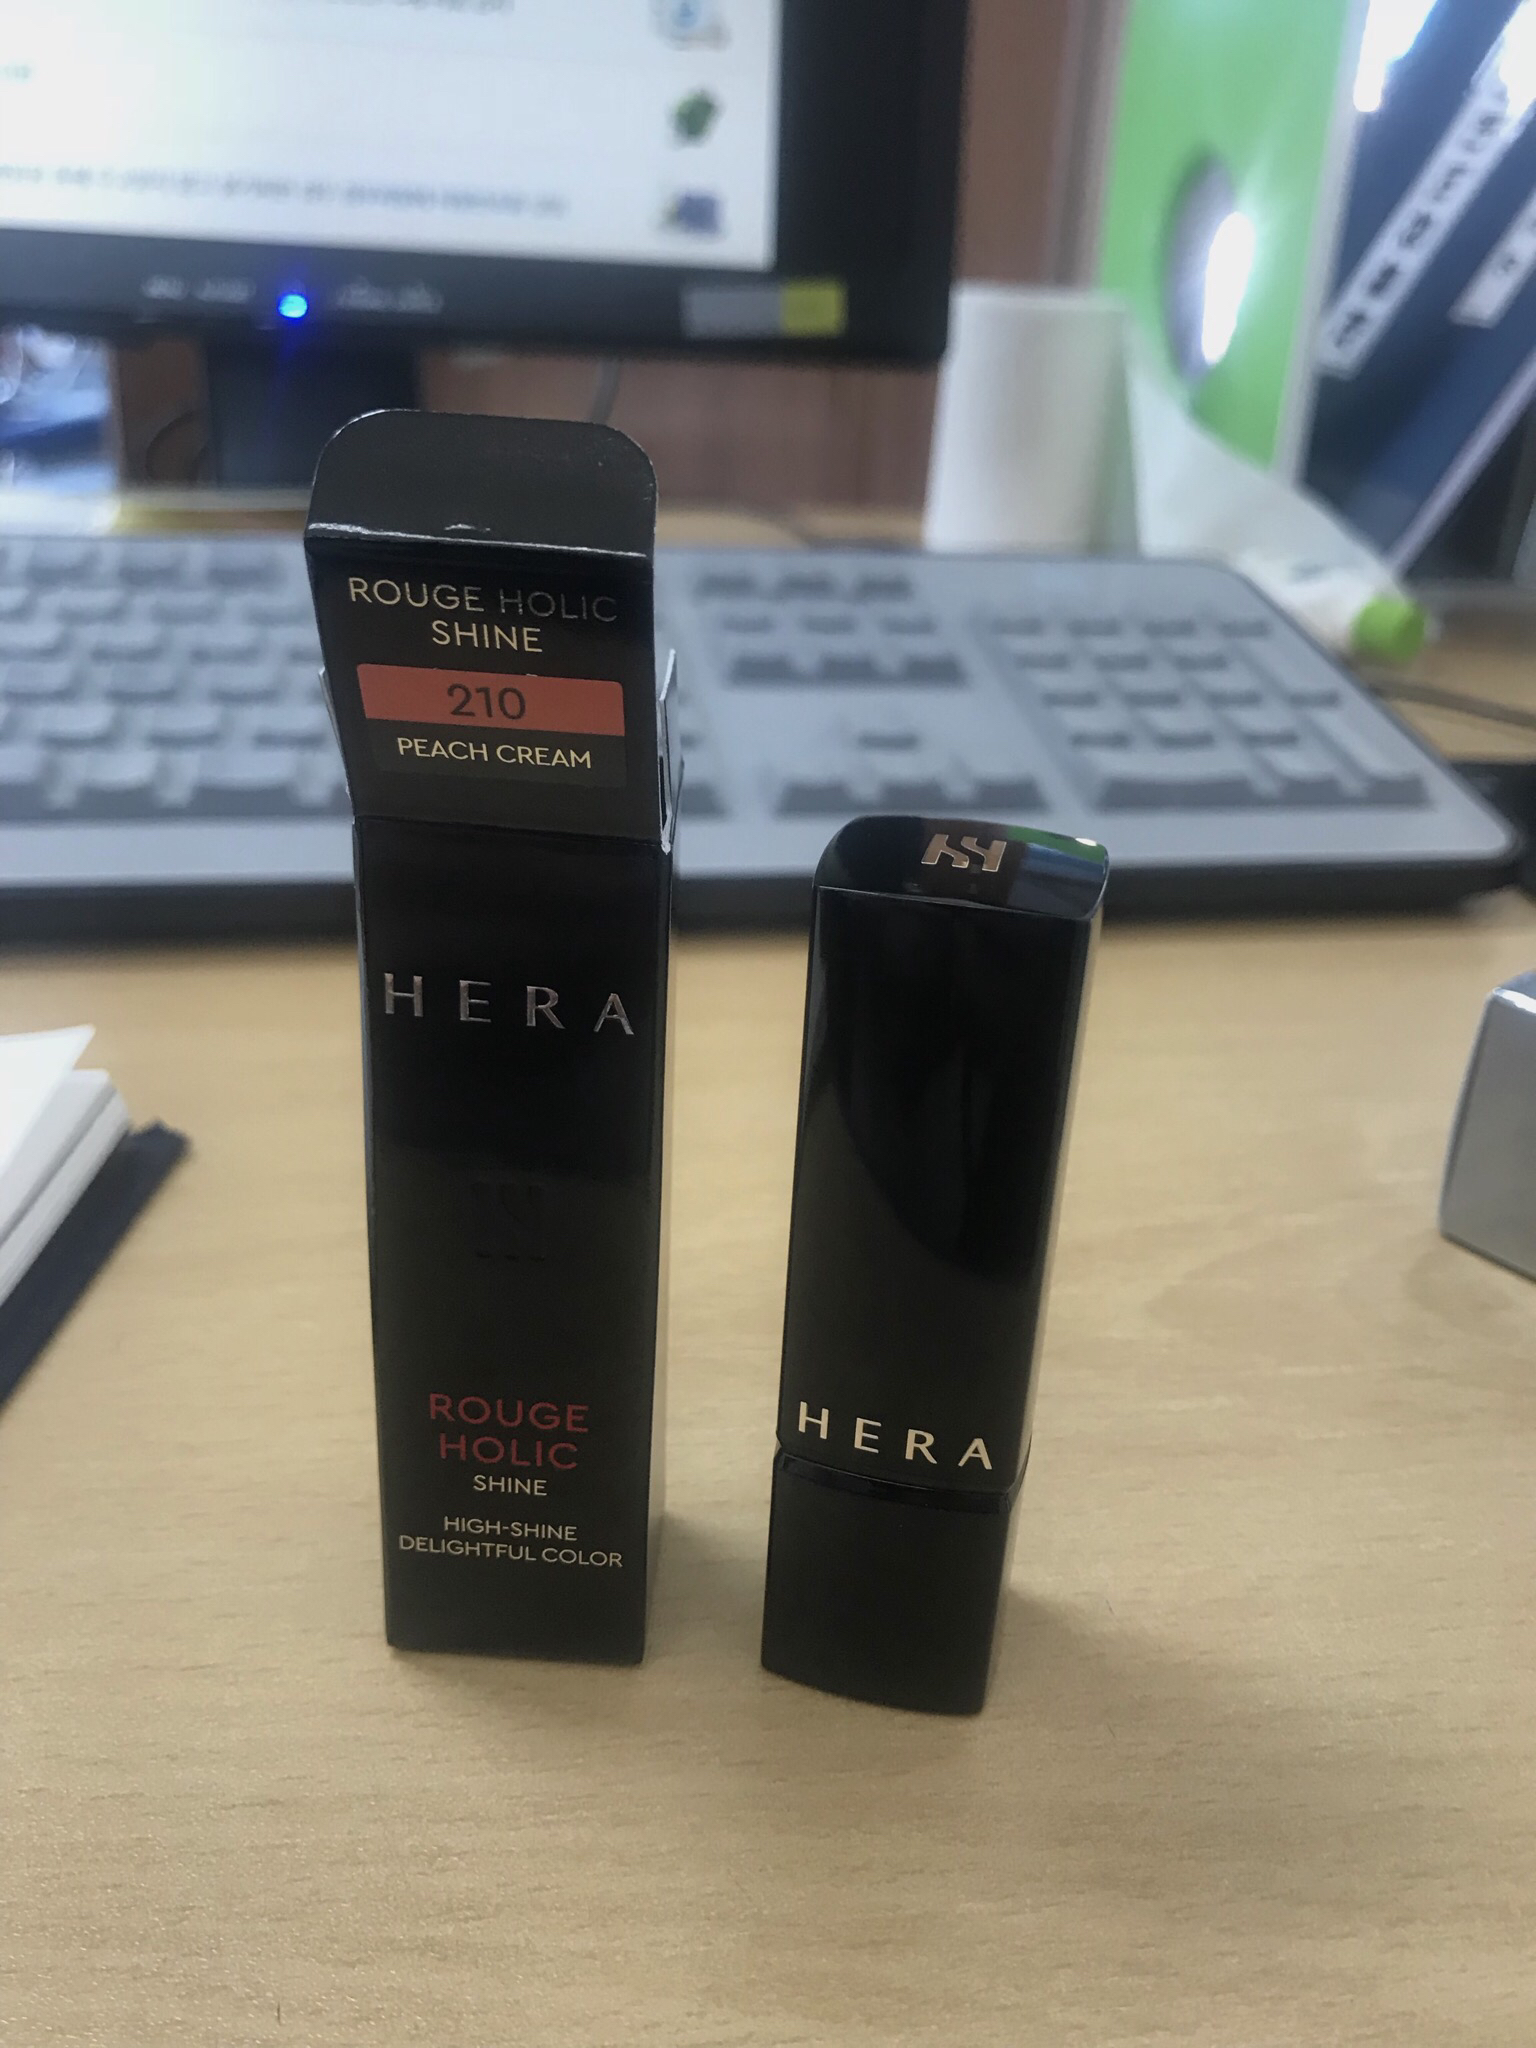 ROUGE HOLIC
SHINE
210
PEACH CREAM
HERA
ROUGE
HOLIC
SHINE
HIGH-SHINE
DELIGHTFUL COLOR
HERA